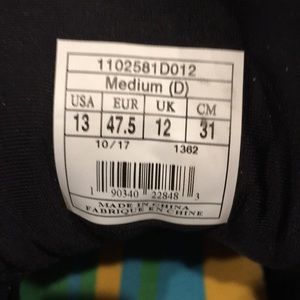 1102581D012
Medium (D)
USA EUR UK CM
13 47.5 12 31
10/17 1362
1 90340 22848 3
MADE IN CHINA
FABRIQUE EN CHINE